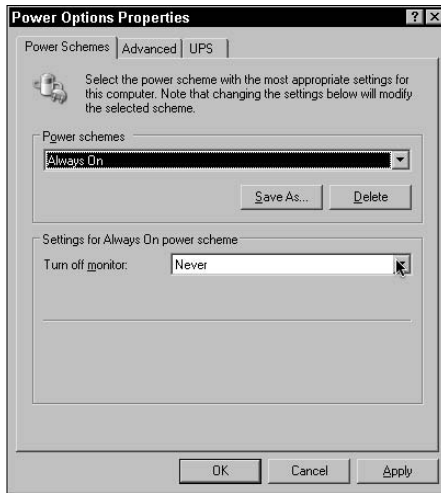 Power Options Properties
Power Schemes Advanced UPS
Select the power scheme with the most appropriate settings for
this computer. Note that changing the settings below will modify
the selected scheme.
Power schemes
Always On
Save As... Delete
Settings for Always On power scheme
Turn off monitor: Never
OK Cancel Apply